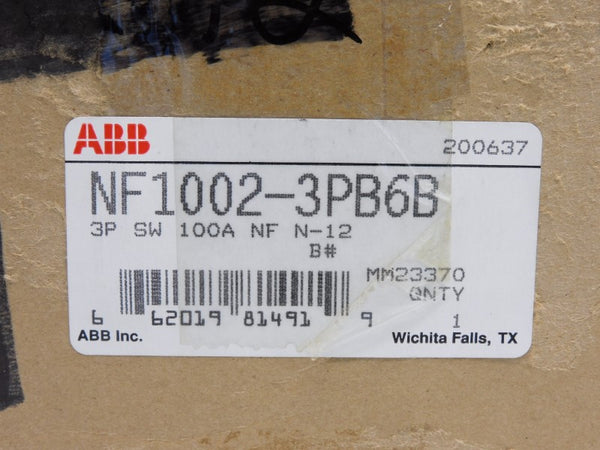 ABB
200637
NF1002-3PB6B
3P SW 100A NF N-12
B#
MM23370
QNTY
6 62019 81491 9
1
ABB Inc.
Wichita Falls, TX